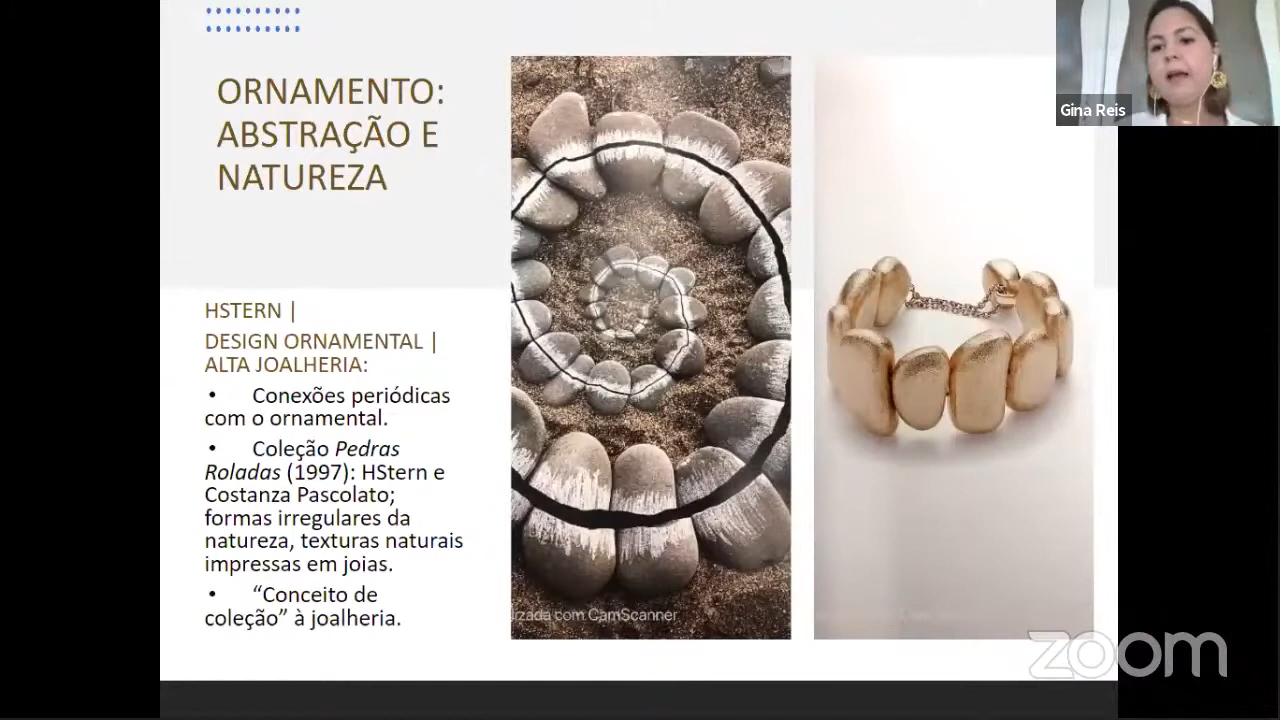 ORNAMENTO:
ABSTRAÇÃO E
NATUREZA
HSTERN |
DESIGN ORNAMENTAL |
ALTA JOALHERIA:
• Conexões periódicas
com o ornamental.
• Coleção Pedras
Roladas (1997): HStern e
Costanza Pascolato;
formas irregulares da
natureza, texturas naturais
impressas em joias.
• “Conceito de
coleção” à joalheria.
com CamScanner
Gina Reis
zoom